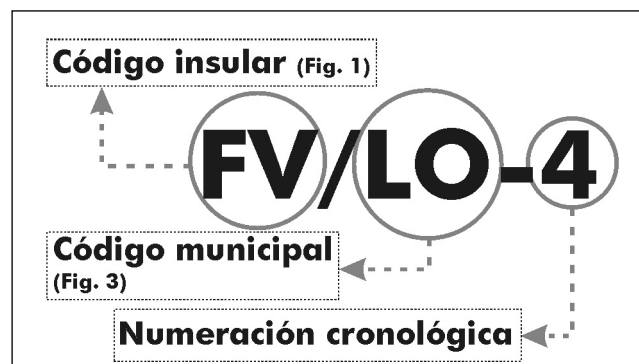 Código insular (Fig. 1)
FV/LO-4
Código municipal
(Fig. 3)
Numeración cronológica